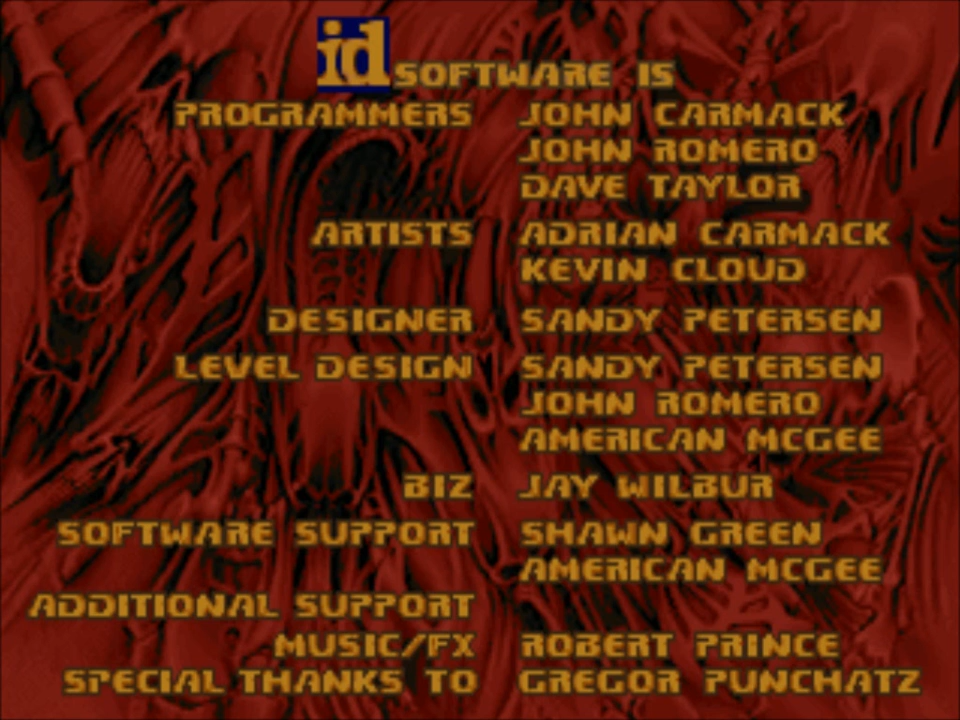 id SOFTWARE IS
PROGRAMMERS JOHN CARMACK
JOHN ROMERO
DAVE TAYLOR
ARTISTS ADRIAN CARMACK
KEVIN CLOUD
DESIGNER SANDY PETERSEN
LEVEL DESIGN SANDY PETERSEN
JOHN ROMERO
AMERICAN MCGEE
BIZ JAY WILBUR
SOFTWARE SUPPORT SHAWN GREEN
AMERICAN MCGEE
ADDITIONAL SUPPORT
MUSIC/FX ROBERT PRINCE
SPECIAL THANKS TO GREGOR PUNCHATZ